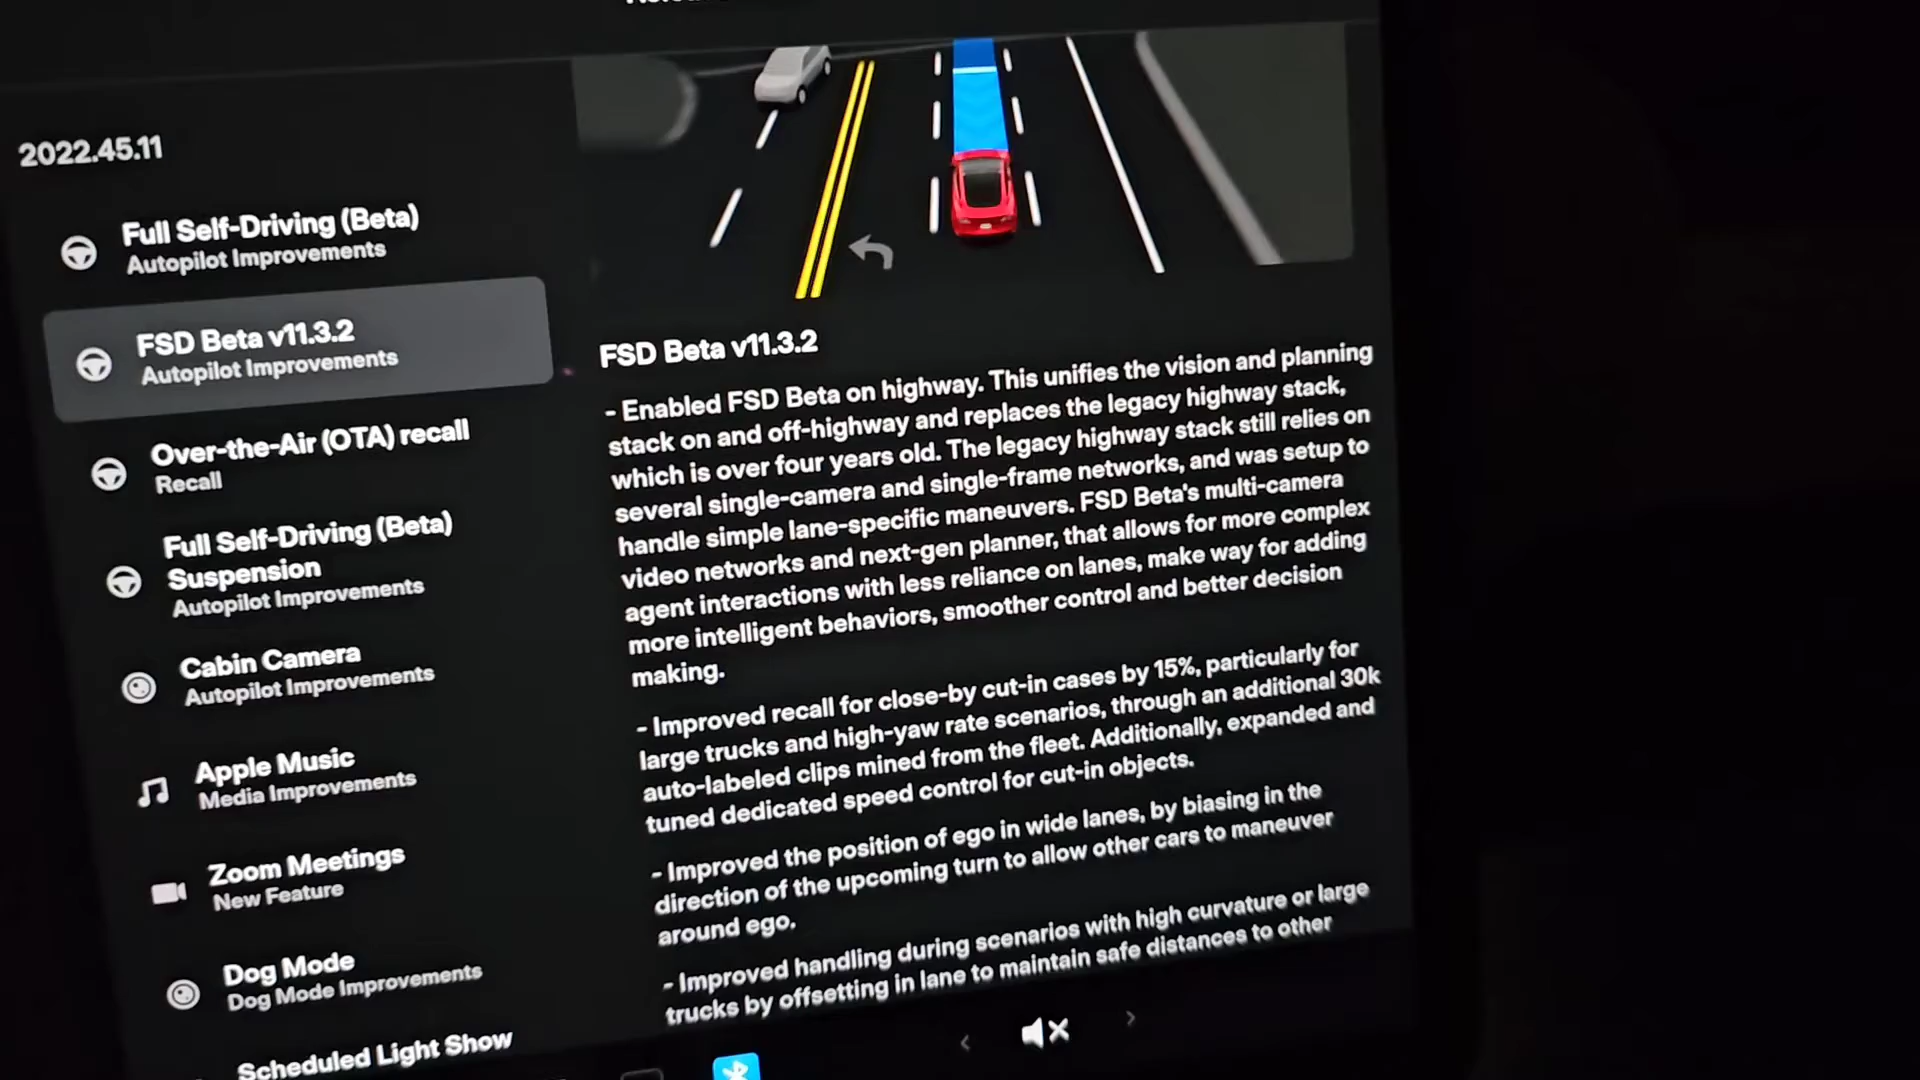 2022.45.11
Full Self-Driving (Beta)
Autopilot Improvements
FSD Beta v11.3.2
Autopilot Improvements
Over-the-Air (OTA) recall
Recall
Full Self-Driving (Beta)
Suspension
Autopilot Improvements
Cabin Camera
Autopilot Improvements
Apple Music
Media Improvements
Zoom Meetings
New Feature
Dog Mode
Dog Mode Improvements
Scheduled Light Show
FSD Beta v11.3.2
- Enabled FSD Beta on highway. This unifies the vision and planning
stack on and off-highway and replaces the legacy highway stack,
which is over four years old. The legacy highway stack still relies on
several single-camera and single-frame networks, and was setup to
handle simple lane-specific maneuvers. FSD Beta's multi-camera
video networks and next-gen planner, that allows for more complex
agent interactions with less reliance on lanes, make way for adding
more intelligent behaviors, smoother control and better decision
making.
- Improved recall for close-by cut-in cases by 15%, particularly for
large trucks and high-yaw rate scenarios, through an additional 30k
auto-labeled clips mined from the fleet. Additionally, expanded and
tuned dedicated speed control for cut-in objects.
- Improved the position of ego in wide lanes, by biasing in the
direction of the upcoming turn to allow other cars to maneuver
around ego.
- Improved handling during scenarios with high curvature or large
trucks by offsetting in lane to maintain safe distances to other